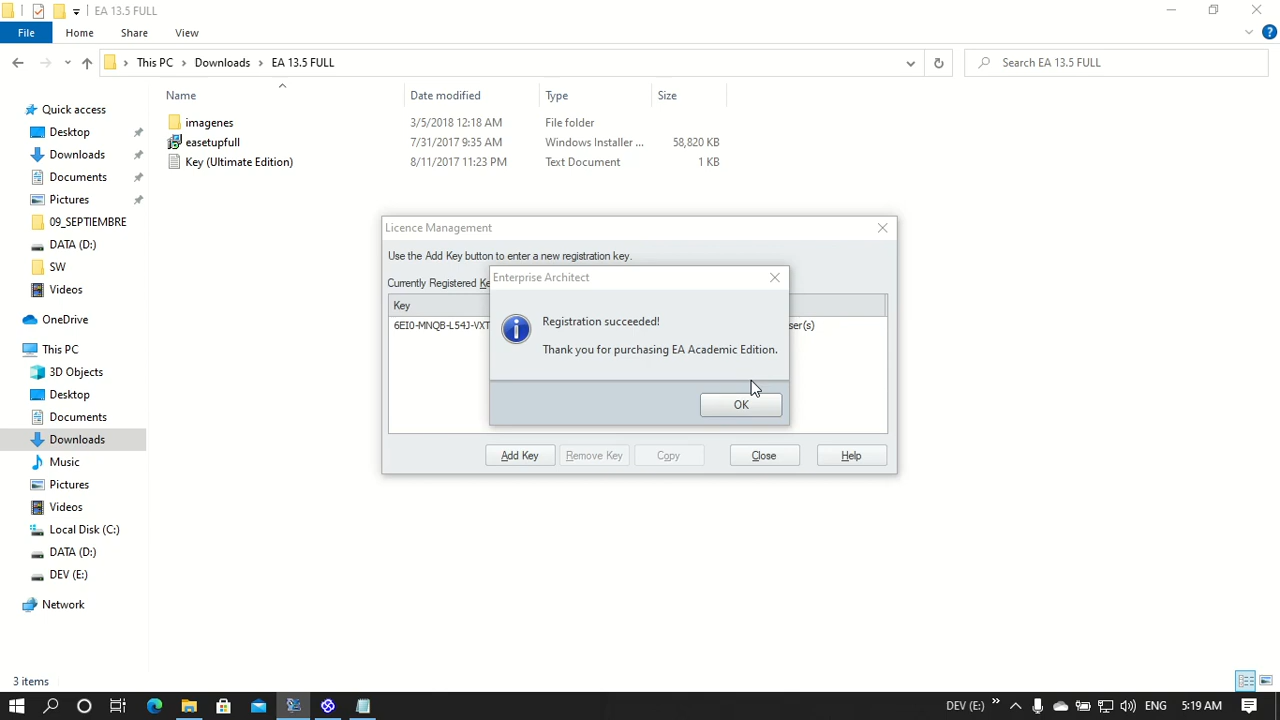 EA 13.5 FULL
File Home Share View
This PC Downloads EA 13.5 FULL Search EA 13.5 FULL
Name Date modified Type Size
imagenes 3/5/2018 12:18 AM File folder
easetupfull 7/31/2017 9:35 AM Windows Installer ... 58,820 KB
Key (Ultimate Edition) 8/11/2017 11:23 PM Text Document 1 KB
Quick access
Desktop
Downloads
Documents
Pictures
09_SEPTIEMBRE
DATA (D:)
SW
Videos
OneDrive
This PC
3D Objects
Desktop
Documents
Downloads
Music
Pictures
Videos
Local Disk (C:)
DATA (D:)
DEV (E:)
Network
Licence Management
Use the Add Key button to enter a new registration key.
Currently Registered
Key
6EI0-MNQB-L54J-VXT ser(s)
Enterprise Architect
Registration succeeded!
Thank you for purchasing EA Academic Edition.
OK
Add Key Remove Key Copy Close Help
3 items
DEV (E:) ENG 5:19 AM